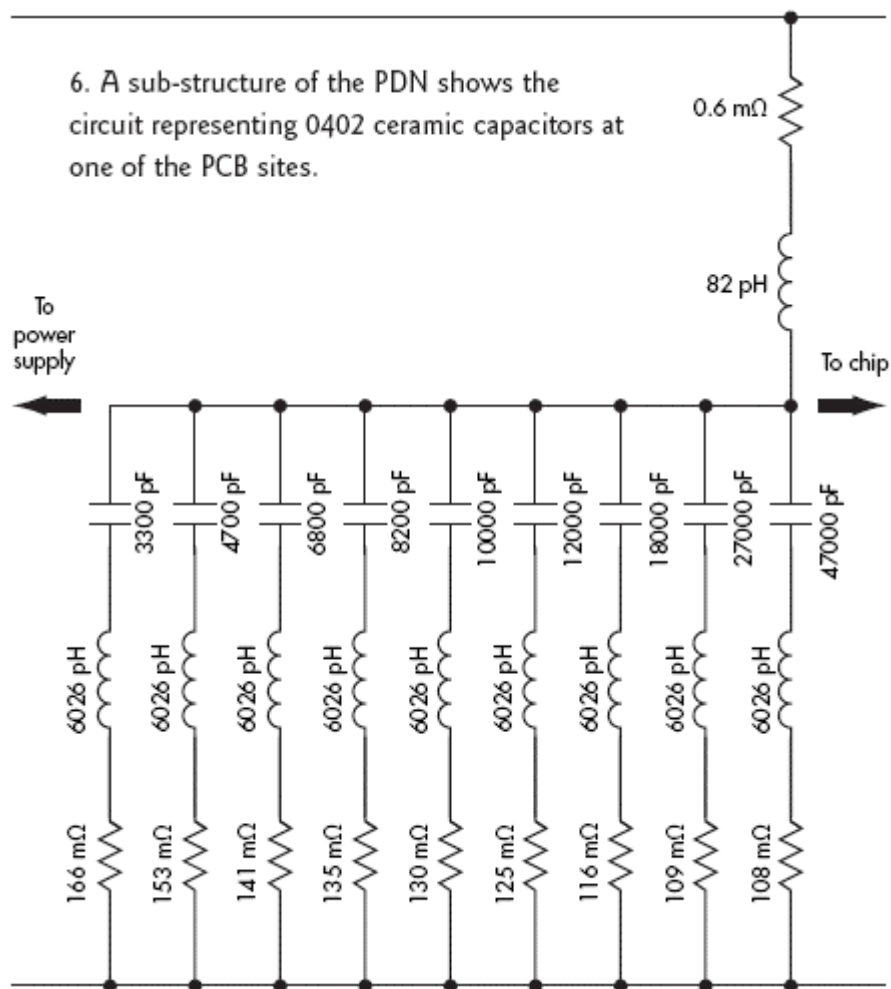 6. A sub-structure of the PDN shows the
circuit representing 0402 ceramic capacitors at
one of the PCB sites.
0.6 mΩ
82 pH
To
power
supply
To chip
3300 pF
4700 pF
6800 pF
8200 pF
10000 pF
12000 pF
18000 pF
27000 pF
47000 pF
6026 pH
6026 pH
6026 pH
6026 pH
6026 pH
6026 pH
6026 pH
6026 pH
6026 pH
166 mΩ
153 mΩ
141 mΩ
135 mΩ
130 mΩ
125 mΩ
116 mΩ
109 mΩ
108 mΩ